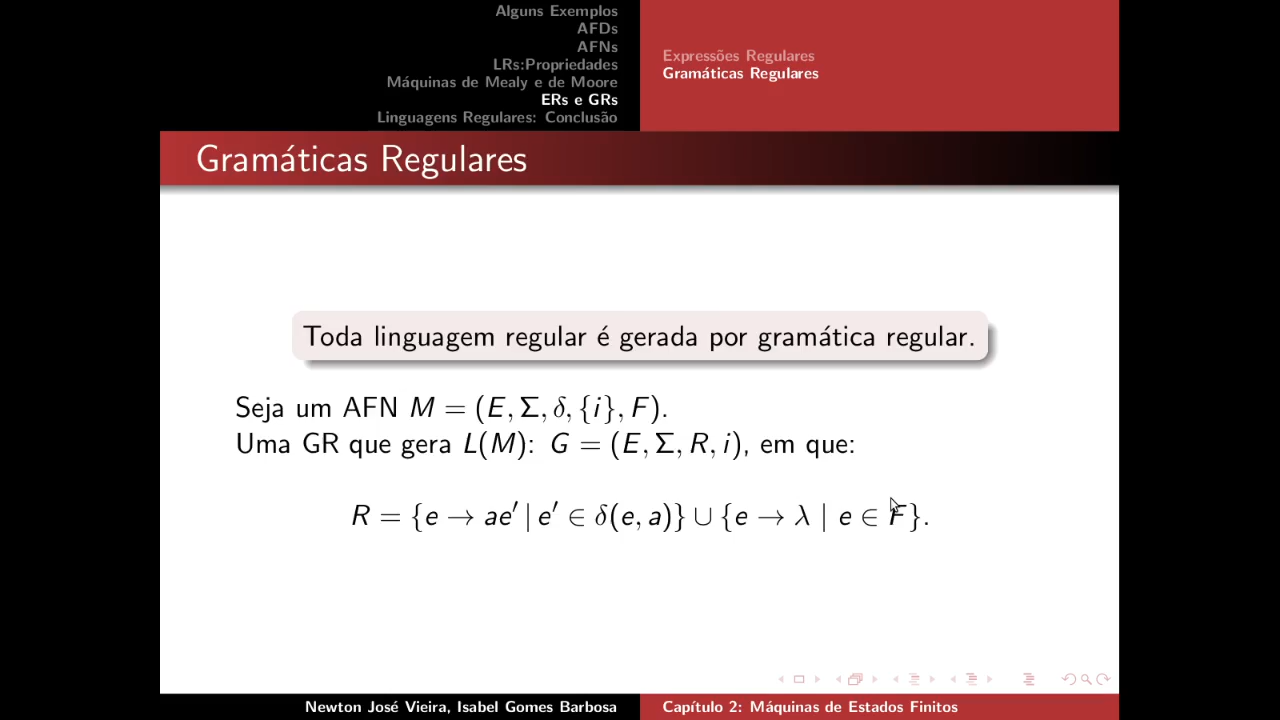 Alguns Exemplos
AFDs
AFNs
LRs:Propriedades
Máquinas de Mealy e de Moore
ERs e GRs
Linguagens Regulares: Conclusão
Expressões Regulares
Gramáticas Regulares
Gramáticas Regulares
Toda linguagem regular é gerada por gramática regular.
Seja um AFN M = (E, Σ, δ, {i}, F).
Uma GR que gera L(M): G = (E, Σ, R, i), em que:
R = {e → ae′ | e′ ∈ δ(e, a)} ∪ {e → λ | e ∈ F}.
Newton José Vieira, Isabel Gomes Barbosa
Capítulo 2: Máquinas de Estados Finitos